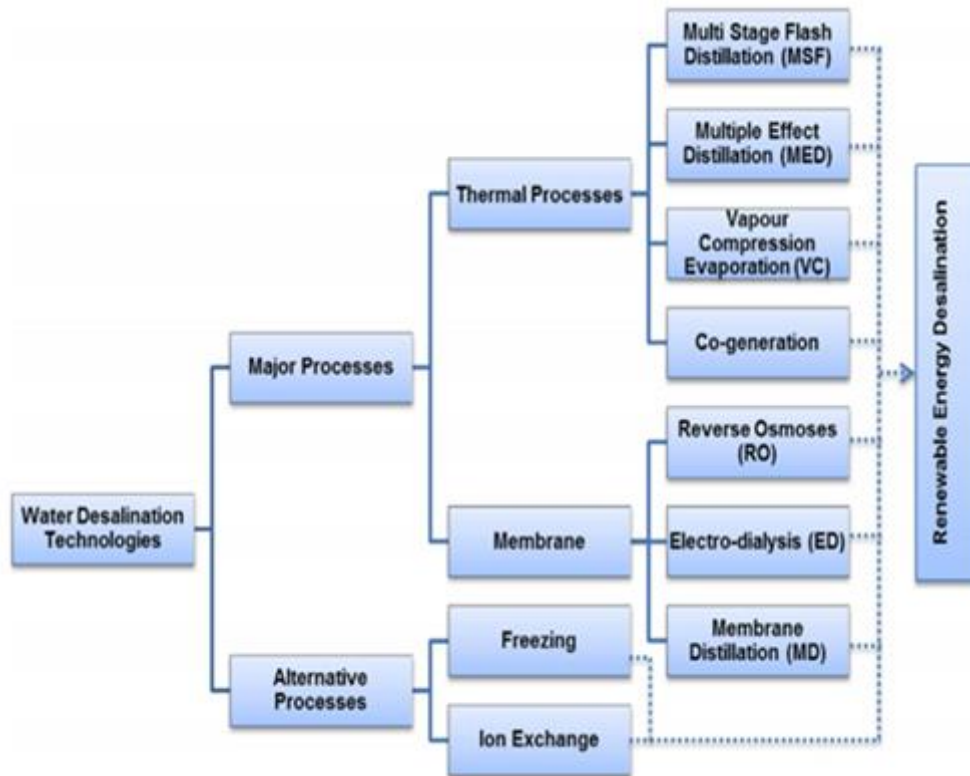 Multi Stage Flash
Distillation (MSF)
Multiple Effect
Distillation (MED)
Thermal Processes
Vapour
Compression
Evaporation (VC)
Co-generation
Major Processes
Reverse Osmoses
(RO)
Water Desalination
Technologies
Membrane
Electro-dialysis (ED)
Membrane
Distillation (MD)
Freezing
Alternative
Processes
Ion Exchange
Renewable Energy Desalination